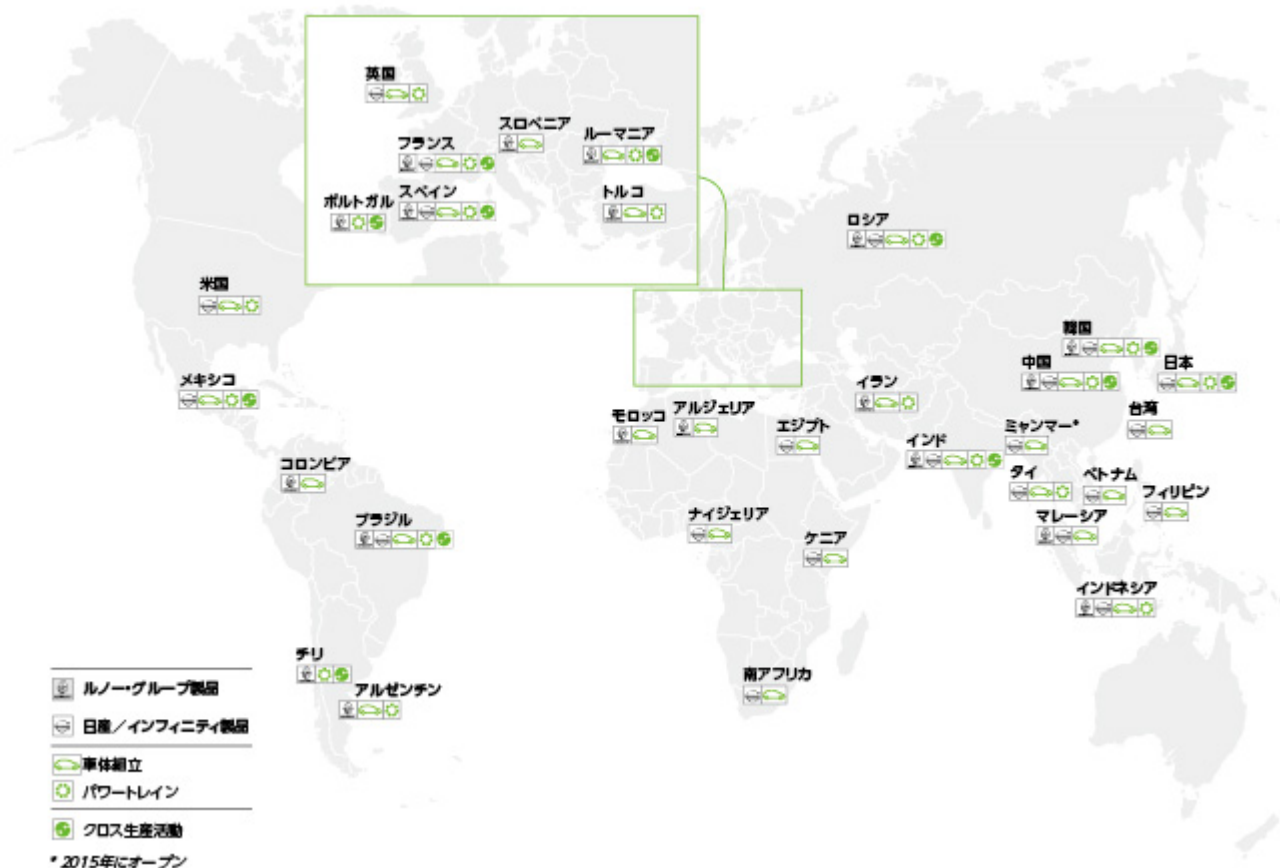 英国
スロベニア
ルーマニア
フランス
ポルトガル
スペイン
トルコ
ロシア
米国
メキシコ
韓国
中国
日本
イラン
台湾
モロッコ
アルジェリア
エジプト
インド
ミャンマー*
タイ
ベトナム
フィリピン
マレーシア
コロンビア
ブラジル
ナイジェリア
ケニア
インドネシア
チリ
アルゼンチン
南アフリカ
ルノー・グループ製品
日産/インフィニティ製品
車体組立
パワートレイン
クロス生産活動
* 2015年にオープン